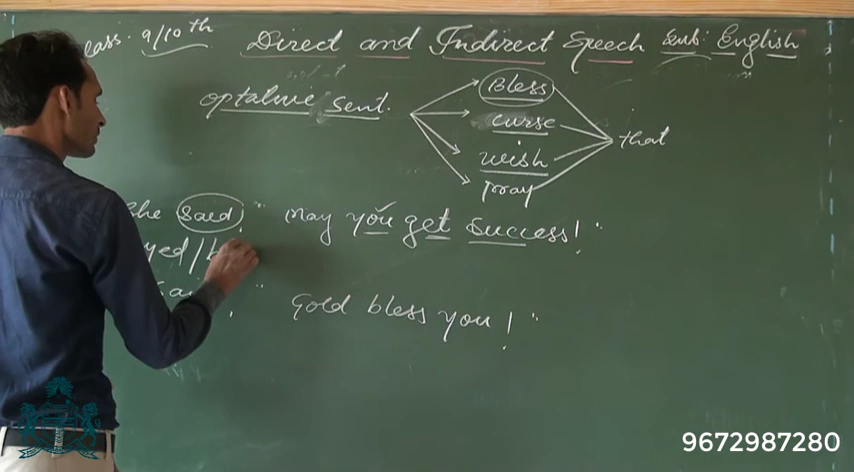 class. 9/10th Direct and Indirect Speech Sub: English
optative sent. Bless
curse that
wish
pray
she said, " May you get success! "
yed/b
" Gold bless you! "
9672987280